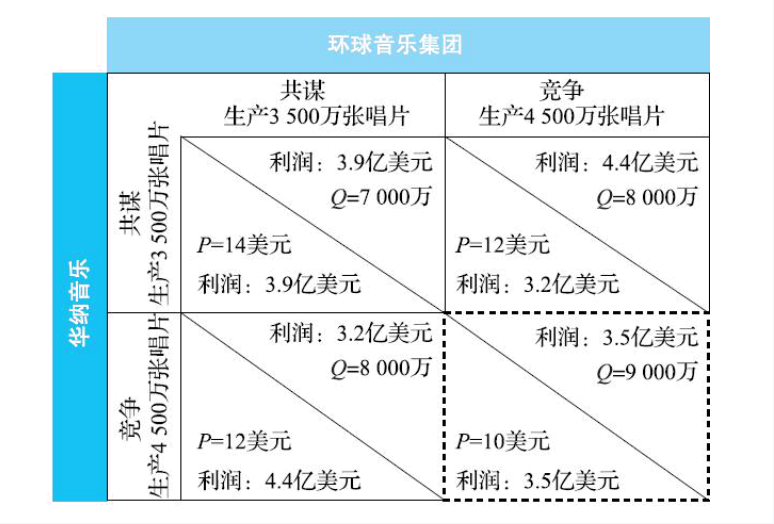 环球音乐集团
共谋
生产3 500万张唱片
竞争
生产4 500万张唱片
华纳音乐
共谋
生产3 500万张唱片
利润：3.9亿美元
Q=7 000万
P=14美元
利润：3.9亿美元
利润：4.4亿美元
Q=8 000万
P=12美元
利润：3.2亿美元
竞争
生产4 500万张唱片
利润：3.2亿美元
Q=8 000万
P=12美元
利润：4.4亿美元
利润：3.5亿美元
Q=9 000万
P=10美元
利润：3.5亿美元